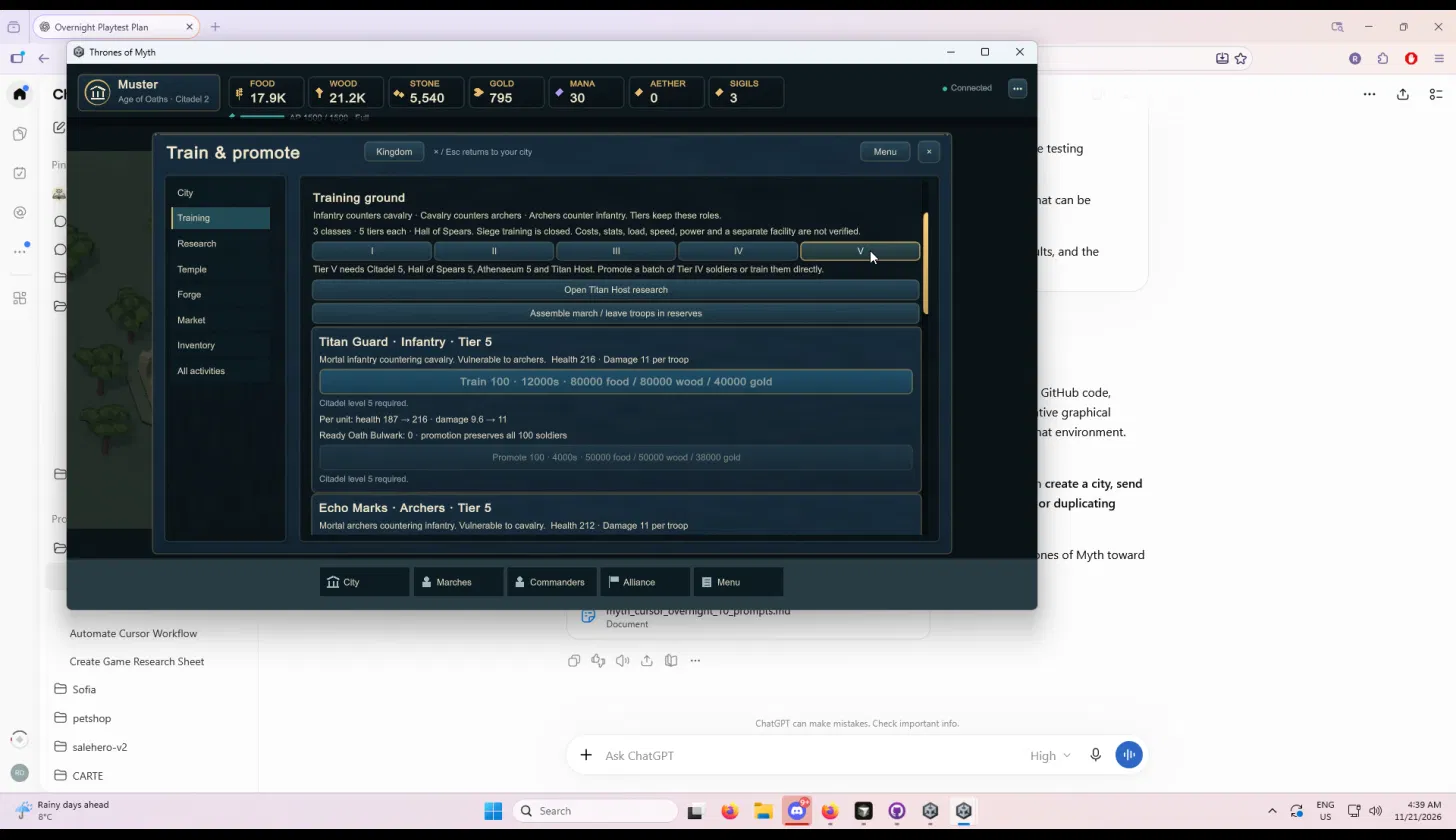 Overnight Playtest Plan
Thrones of Myth
Muster
Age of Oaths · Citadel 2
FOOD
17.9K
WOOD
21.2K
STONE
5,540
GOLD
795
MANA
30
AETHER
0
SIGILS
3
Connected
AP 1500 / 1500 · Full
Train & promote
Kingdom
× / Esc returns to your city
Menu
City
Training
Research
Temple
Forge
Market
Inventory
All activities
Training ground
Infantry counters cavalry · Cavalry counters archers · Archers counter infantry. Tiers keep these roles.
3 classes · 5 tiers each · Hall of Spears. Siege training is closed. Costs, stats, load, speed, power and a separate facility are not verified.
I
II
III
IV
V
Tier V needs Citadel 5, Hall of Spears 5, Athenaeum 5 and Titan Host. Promote a batch of Tier IV soldiers or train them directly.
Open Titan Host research
Assemble march / leave troops in reserves
Titan Guard · Infantry · Tier 5
Mortal infantry countering cavalry. Vulnerable to archers. Health 216 · Damage 11 per troop
Train 100 · 12000s · 80000 food / 80000 wood / 40000 gold
Citadel level 5 required.
Per unit: health 187 → 216 · damage 9.6 → 11
Ready Oath Bulwark: 0 · promotion preserves all 100 soldiers
Promote 100 · 4000s · 50000 food / 50000 wood / 38000 gold
Citadel level 5 required.
Echo Marks · Archers · Tier 5
Mortal archers countering infantry. Vulnerable to cavalry. Health 212 · Damage 11 per troop
City
Marches
Commanders
Alliance
Menu
Ch
Pin
Pro
e testing
hat can be
ults, and the
GitHub code,
tive graphical
hat environment.
n create a city, send
or duplicating
ones of Myth toward
myth_cursor_overnight_10_prompts.md
Document
Automate Cursor Workflow
Create Game Research Sheet
Sofia
petshop
salehero-v2
CARTE
RD
R
ChatGPT can make mistakes. Check important info.
Ask ChatGPT
High
Rainy days ahead
8°C
Search
9+
ENG
US
4:39 AM
11/21/2026